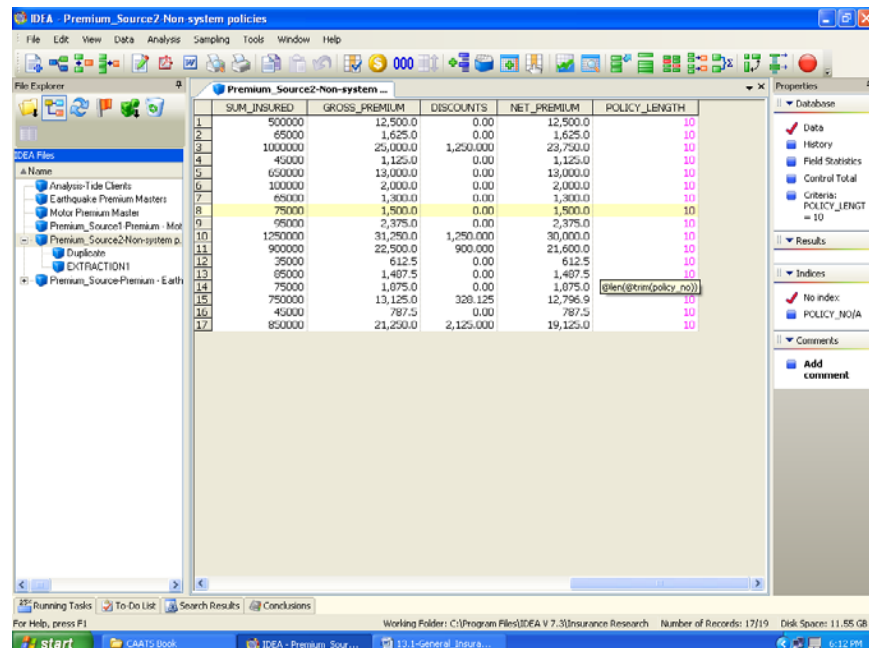 IDEA - Premium_Source2-Non-system policies
File Edit View Data Analysis Sampling Tools Window Help
File Explorer
Premium_Source2-Non-system ...
Properties
SUM_INSURED GROSS_PREMIUM DISCOUNTS NET_PREMIUM POLICY_LENGTH
1 500000 12,500.0 0.00 12,500.0 10
2 65000 1,625.0 0.00 1,625.0 10
3 1000000 25,000.0 1,250.000 23,750.0 10
4 45000 1,125.0 0.00 1,125.0 10
5 650000 13,000.0 0.00 13,000.0 10
6 100000 2,000.0 0.00 2,000.0 10
7 65000 1,300.0 0.00 1,300.0 10
8 75000 1,500.0 0.00 1,500.0 10
9 95000 2,375.0 0.00 2,375.0 10
10 1250000 31,250.0 1,250.000 30,000.0 10
11 900000 22,500.0 900.000 21,600.0 10
12 35000 612.5 0.00 612.5 10
13 85000 1,487.5 0.00 1,487.5 10
14 75000 1,875.0 0.00 1,875.0
@len(@trim(policy_no))
15 750000 13,125.0 328.125 12,796.9 10
16 45000 787.5 0.00 787.5 10
17 850000 21,250.0 2,125.000 19,125.0 10
IDEA Files
Name
Analysis-Tide Clients
Earthquake Premium Masters
Motor Premium Master
Premium_Source1-Premium - Mot
Premium_Source2-Non-system p.
Duplicate
EXTRACTION1
Premium_Source-Premium - Earth
Database
Data
History
Field Statistics
Control Total
Criteria:
POLICY_LENGT
= 10
Results
Indices
No index
POLICY_NO/A
Comments
Add
comment
Running Tasks To-Do List Search Results Conclusions
For Help, press F1 Working Folder: C:\Program Files\IDEA V 7.3\Insurance Research Number of Records: 17/19 Disk Space: 11.55 GB
start CAATS Book IDEA - Premium_Sour... 13.1-General Insura... 6:12 PM